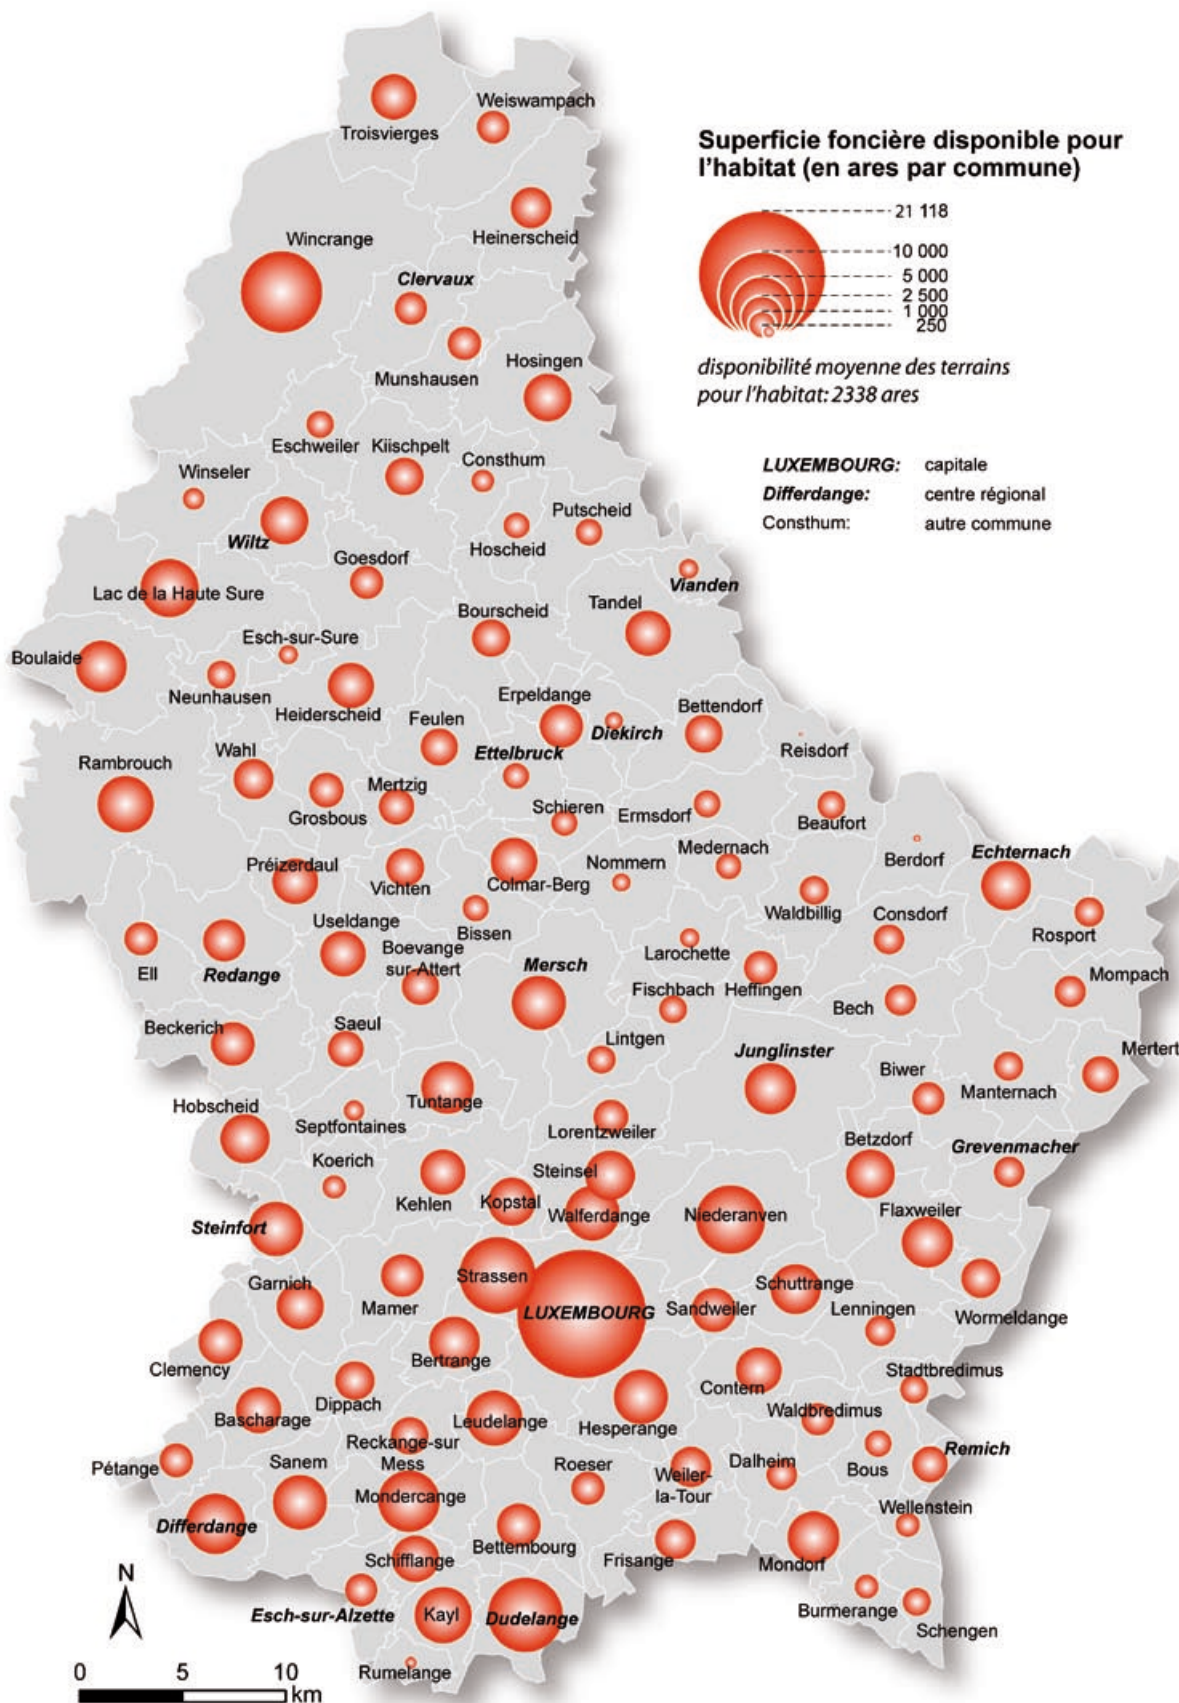 Weiswampach
Troisvierges
Superficie foncière disponible pour
l'habitat (en ares par commune)
21 118
10 000
5 000
2 500
1 000
250
disponibilité moyenne des terrains
pour l'habitat: 2338 ares
LUXEMBOURG: capitale
Differdange: centre régional
Consthum: autre commune
Heinerscheid
Wincrange
Clervaux
Munshausen
Hosingen
Eschweiler
Kiischpelt
Consthum
Winseler
Putscheid
Wiltz
Hoscheid
Goesdorf
Vianden
Lac de la Haute Sure
Bourscheid
Tandel
Esch-sur-Sure
Boulaide
Neunhausen
Heiderscheid
Erpeldange
Bettendorf
Feulen
Diekirch
Reisdorf
Ettelbruck
Wahl
Rambrouch
Mertzig
Grosbous
Schieren
Ermsdorf
Beaufort
Medernach
Berdorf
Echternach
Préizerdaul
Vichten
Colmar-Berg
Nommern
Waldbillig
Consdorf
Useldange
Bissen
Rosport
Boevange
sur-Attert
Larochette
Mersch
Ell
Redange
Fischbach
Heffingen
Mompach
Bech
Beckerich
Saeul
Lintgen
Junglinster
Mertert
Biwer
Manternach
Tuntange
Hobscheid
Septfontaines
Lorentzweiler
Betzdorf
Grevenmacher
Koerich
Steinsel
Kehlen
Kopstal
Walferdange
Niederanven
Flaxweiler
Steinfort
Strassen
Schuttrange
Garnich
Mamer
LUXEMBOURG
Sandweiler
Lenningen
Wormeldange
Clemency
Bertrange
Stadtbredimus
Contern
Dippach
Waldbredimus
Bascharage
Leudelange
Hesperange
Reckange-sur
Mess
Remich
Pétange
Sanem
Roeser
Weiler-
la-Tour
Dalheim
Bous
Mondercange
Wellenstein
Differdange
Bettembourg
Schifflange
Frisange
Mondorf
Esch-sur-Alzette
Kayl
Dudelange
Burmerange
Schengen
Rumelange
N
0 5 10
km